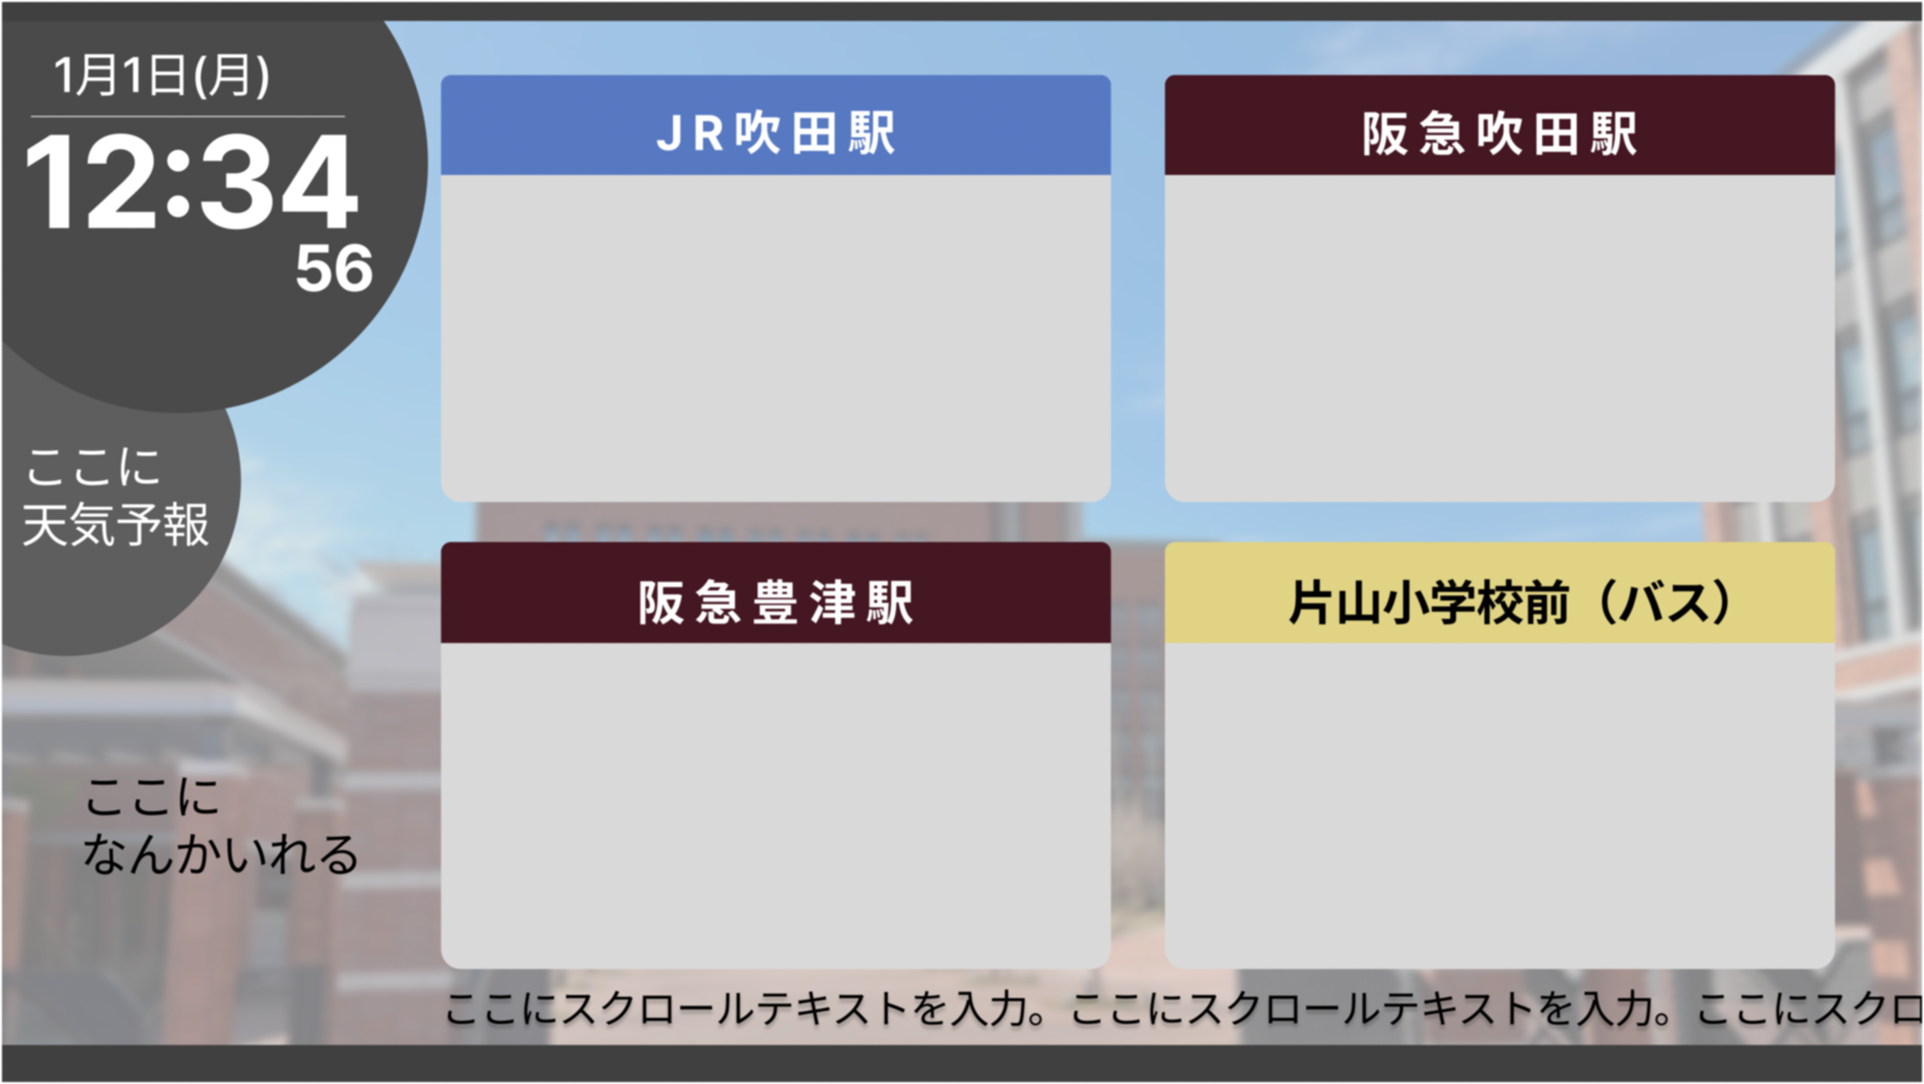 1月1日(月)
12:34
56
ここに
天気予報
ここに
なんかいれる
JR吹田駅
阪急吹田駅
阪急豊津駅
片山小学校前（バス）
ここにスクロールテキストを入力。ここにスクロールテキストを入力。ここにスクロ